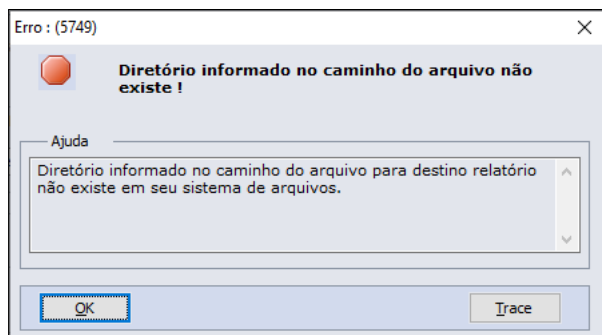 Erro : (5749)
Diretório informado no caminho do arquivo não
existe !
Ajuda
Diretório informado no caminho do arquivo para destino relatório
não existe em seu sistema de arquivos.
OK
Trace